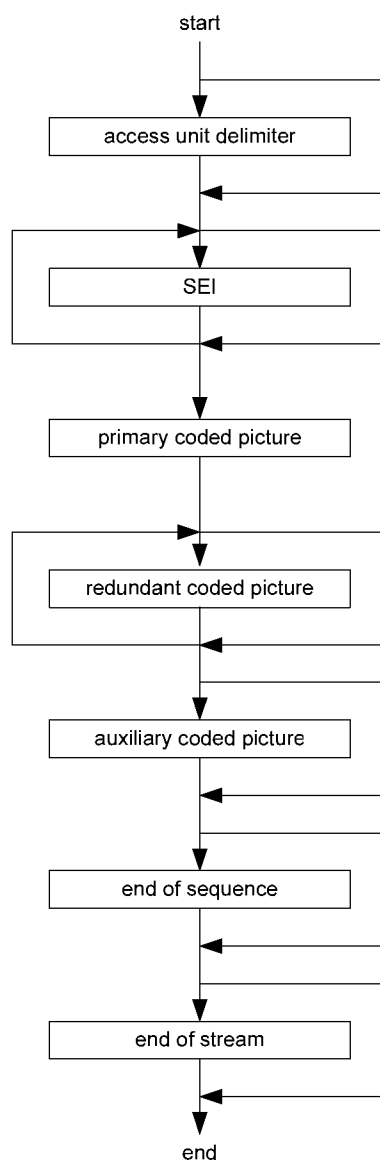 start
access unit delimiter
SEI
primary coded picture
redundant coded picture
auxiliary coded picture
end of sequence
end of stream
end